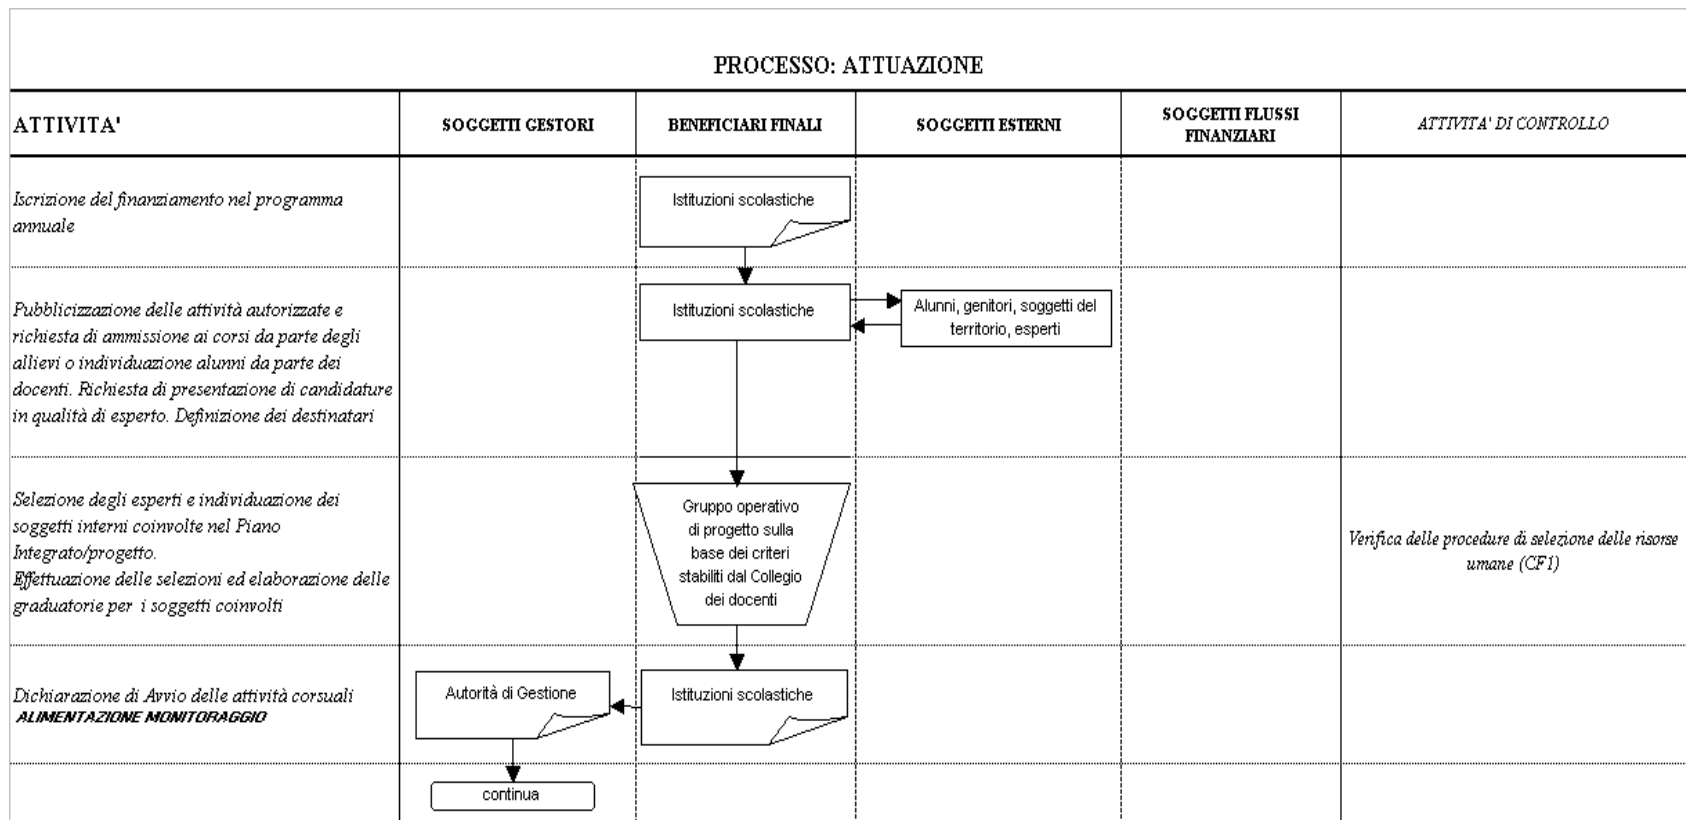 PROCESSO: ATTUAZIONE
ATTIVITA'
SOGGETTI GESTORI
BENEFICIARI FINALI
SOGGETTI ESTERNI
SOGGETTI FLUSSI
FINANZIARI
ATTIVITA' DI CONTROLLO
Iscrizione del finanziamento nel programma
annuale
Istituzioni scolastiche
Pubblicizzazione delle attività autorizzate e
richiesta di ammissione ai corsi da parte degli
allievi o individuazione alunni da parte dei
docenti. Richiesta di presentazione di candidature
in qualità di esperto. Definizione dei destinatari
Istituzioni scolastiche
Alunni, genitori, soggetti del
territorio, esperti
Selezione degli esperti e individuazione dei
soggetti interni coinvolte nel Piano
Integrato/progetto.
Effettuazione delle selezioni ed elaborazione delle
graduatorie per i soggetti coinvolti
Gruppo operativo
di progetto sulla
base dei criteri
stabiliti dal Collegio
dei docenti
Verifica delle procedure di selezione delle risorse
umane (CF1)
Dichiarazione di Avvio delle attività corsuali
ALIMENTAZIONE MONITORAGGIO
Autorità di Gestione
Istituzioni scolastiche
continua